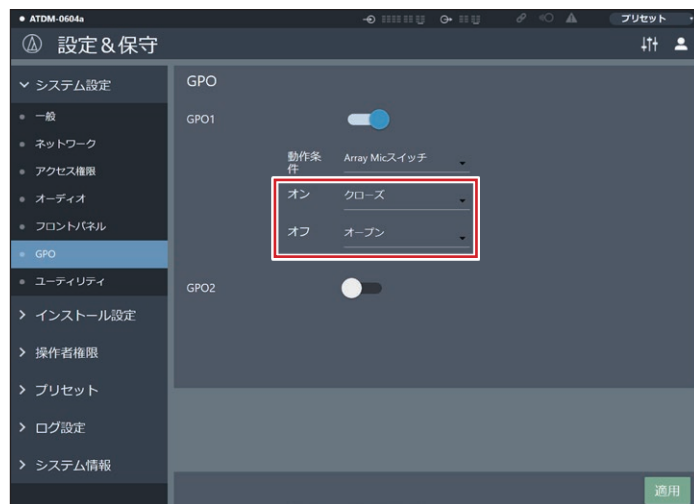 ATDM-0604a
プリセット
設定&保守
システム設定
一般
ネットワーク
アクセス権限
オーディオ
フロントパネル
GPO
ユーティリティ
インストール設定
操作者権限
プリセット
ログ設定
システム情報
GPO
GPO1
動作条
件
Array Micスイッチ
オン
クローズ
オフ
オープン
GPO2
適用